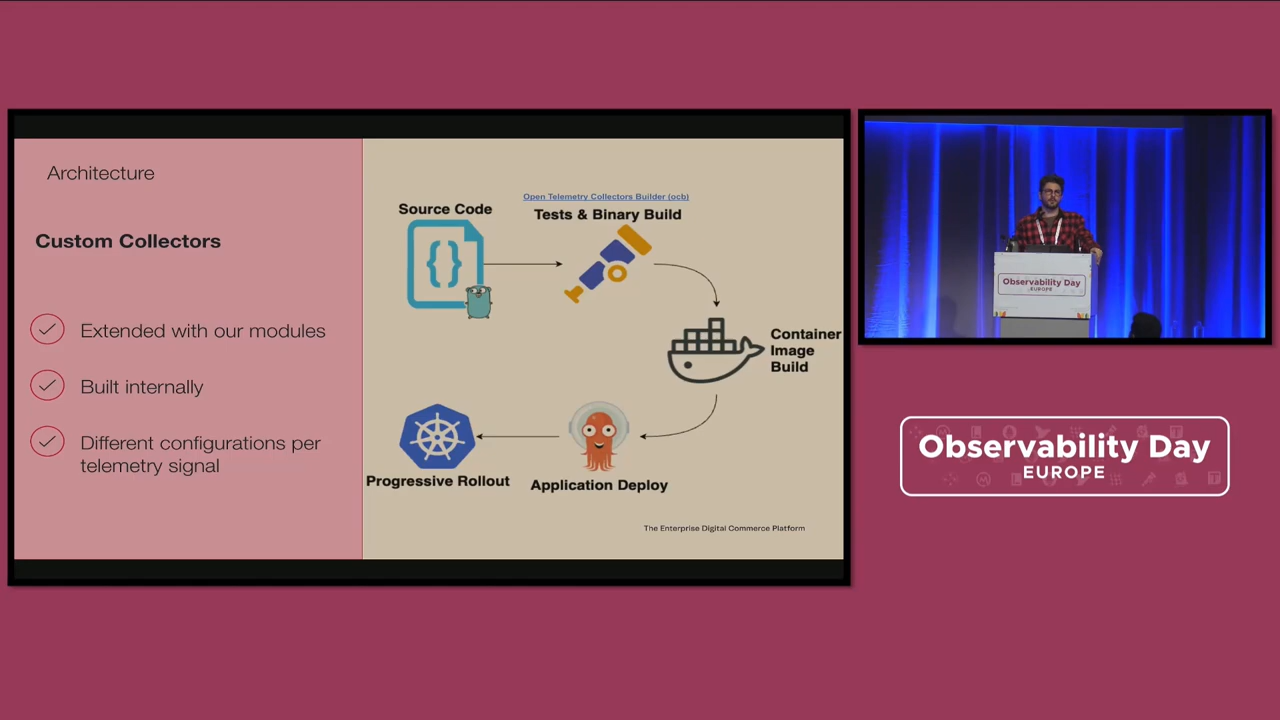 Architecture
Custom Collectors
Extended with our modules
Built internally
Different configurations per
telemetry signal
Source Code
Open Telemetry Collectors Builder (ocb)
Tests & Binary Build
Container
Image
Build
Progressive Rollout
Application Deploy
The Enterprise Digital Commerce Platform
Observability Day
EUROPE
Observability Day
EUROPE